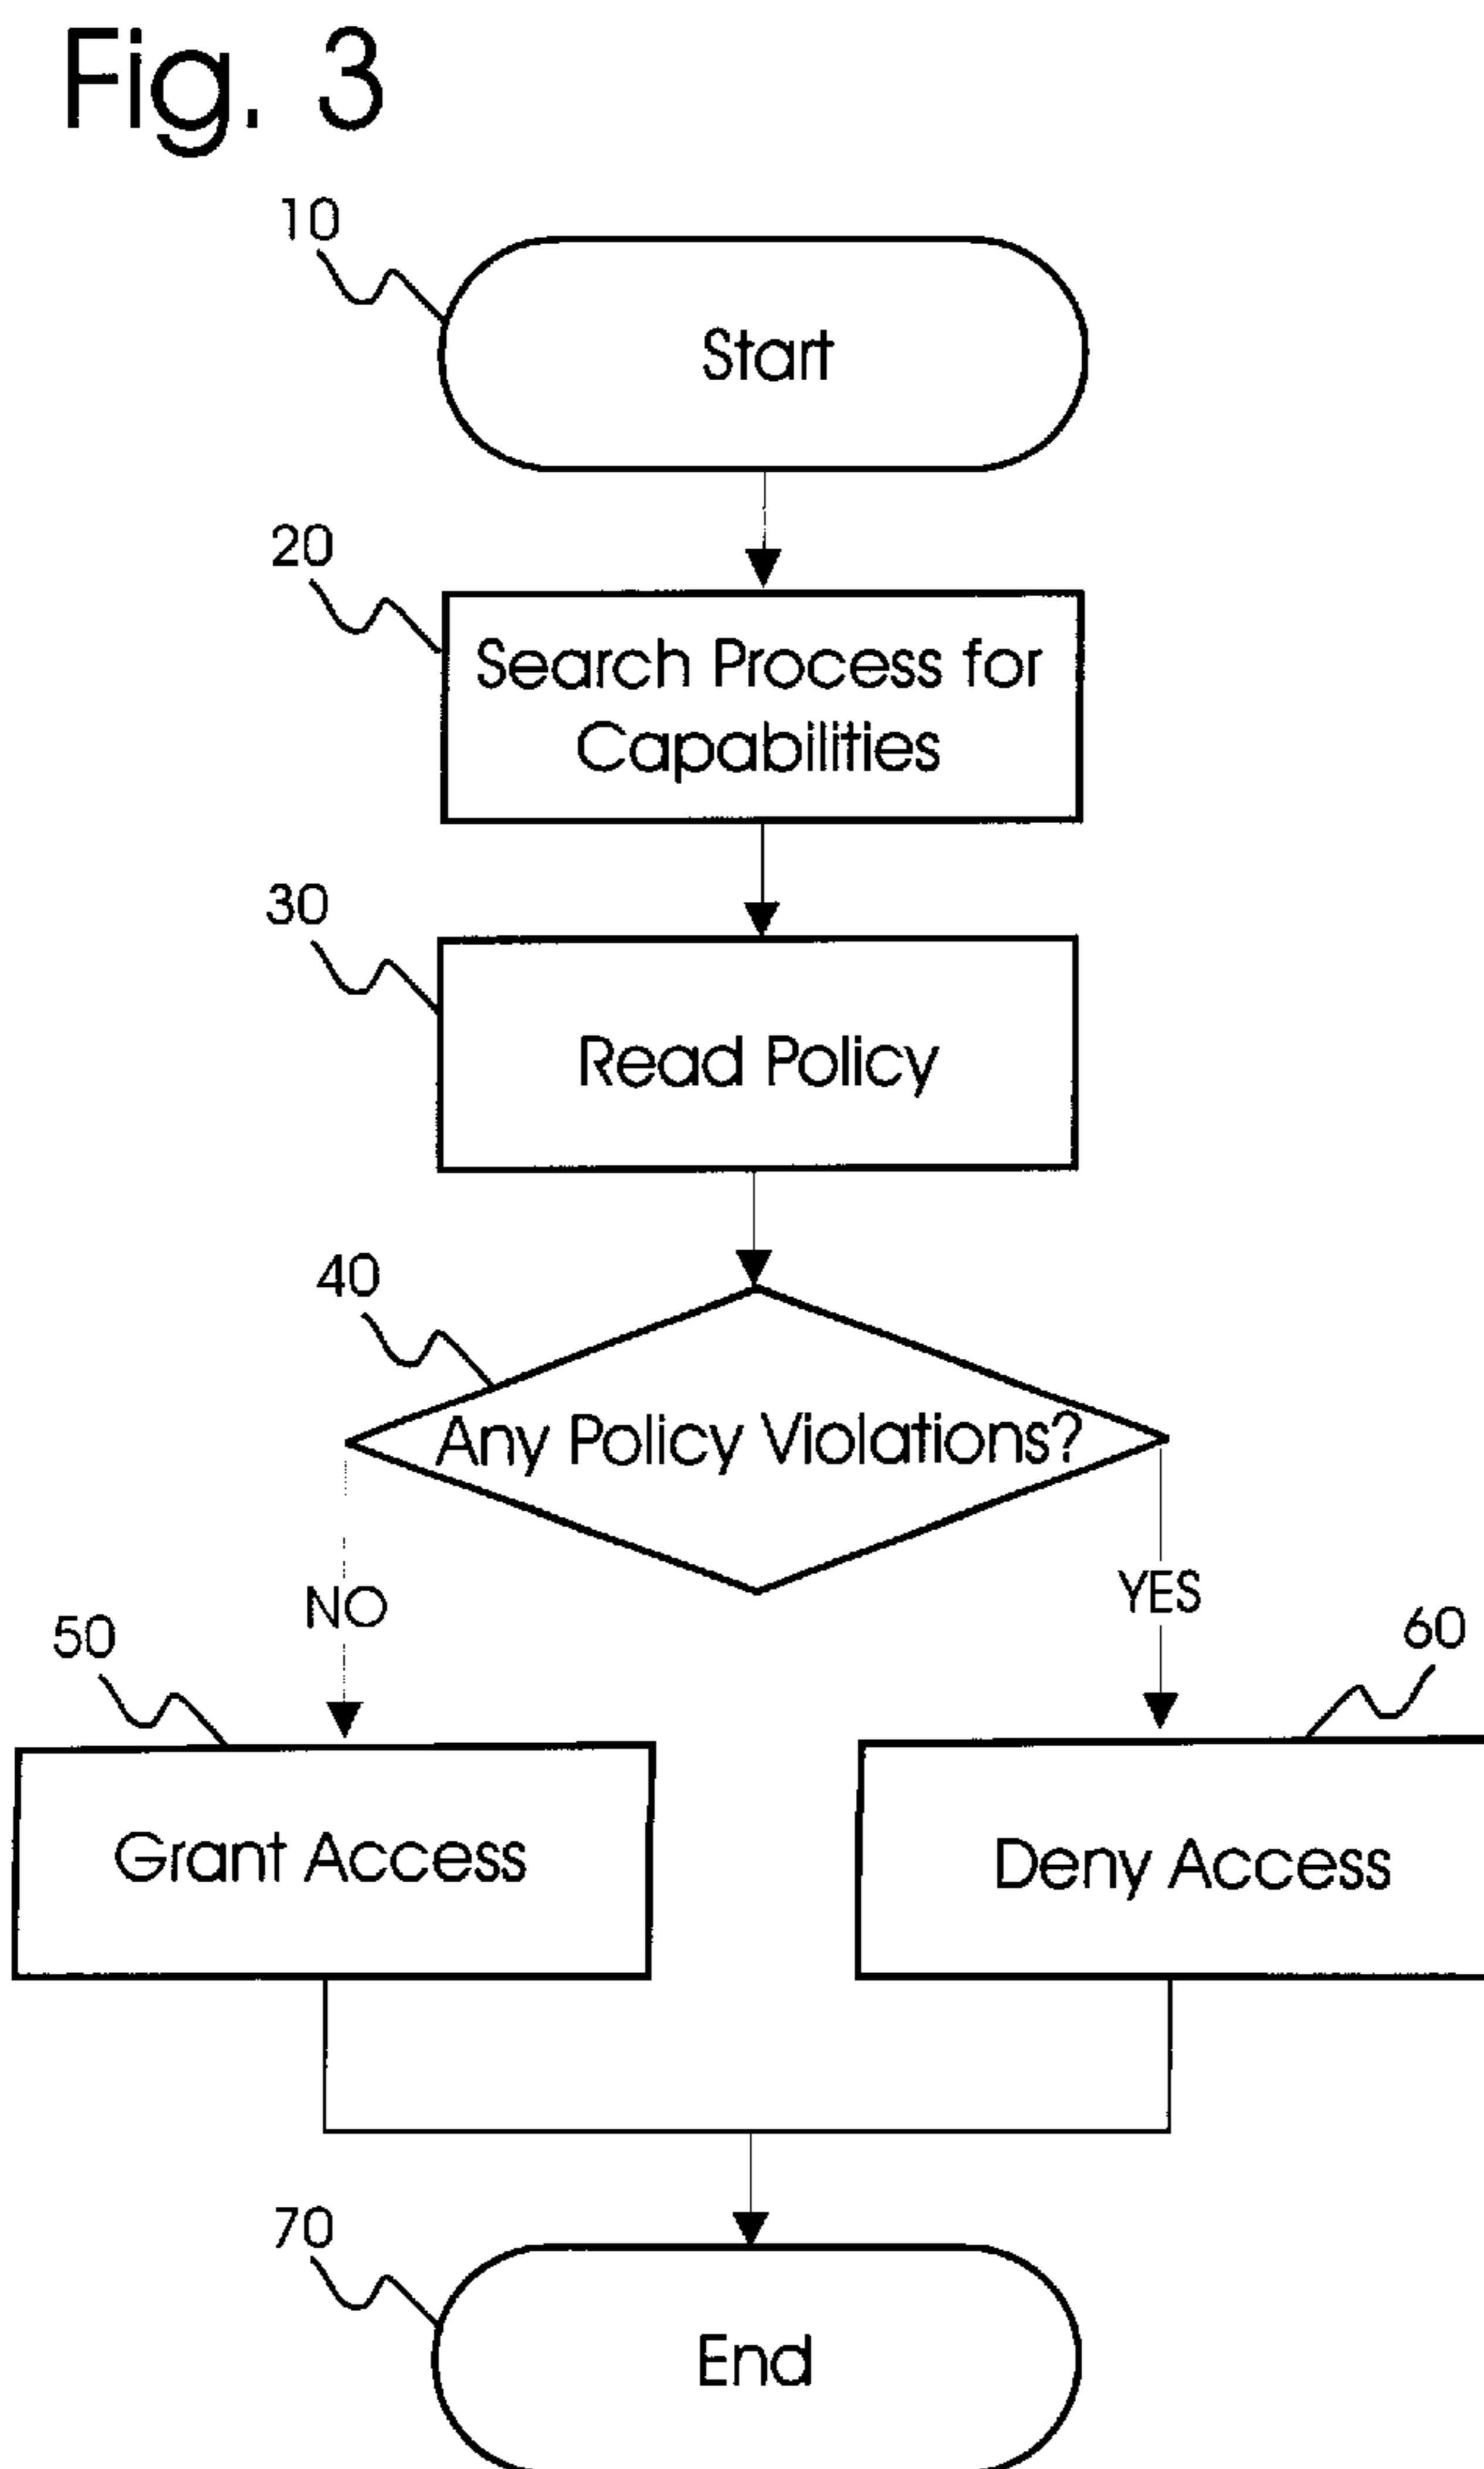 Fig. 3
10
Start
20
Search Process for
Capabilities
30
Read Policy
40
Any Policy Violations?
NO
YES
50
60
Grant Access
Deny Access
70
End